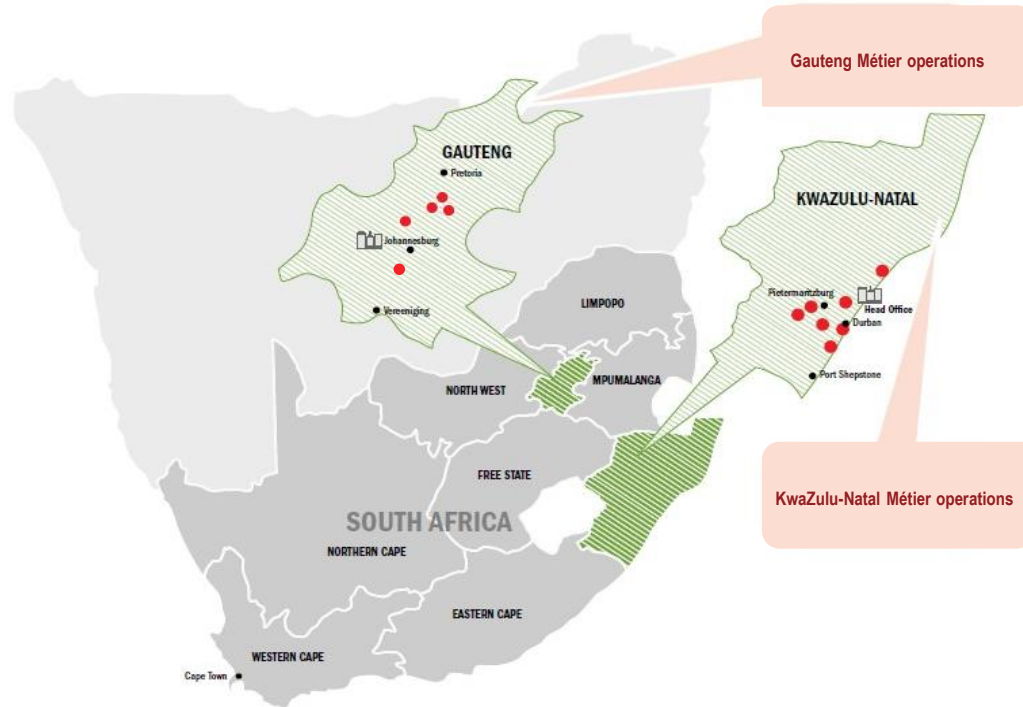 Gauteng Métier operations
GAUTENG
Pretoria
Johannesburg
Vereeniging
KWAZULU-NATAL
Pietermaritzburg
Head Office
Durban
Port Shepstone
LIMPOPO
NORTH WEST
MPUMALANGA
FREE STATE
SOUTH AFRICA
NORTHERN CAPE
EASTERN CAPE
WESTERN CAPE
Cape Town
KwaZulu-Natal Métier operations